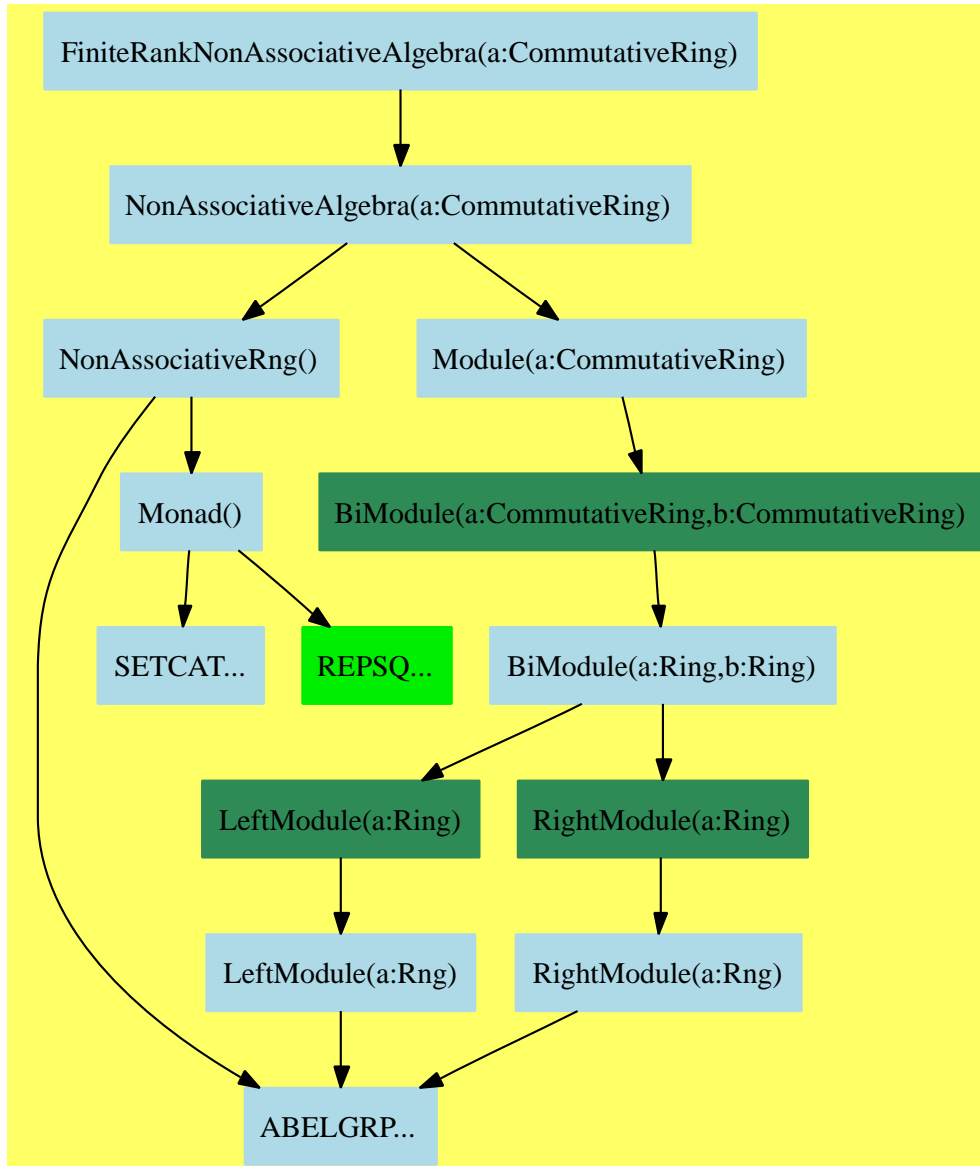 FiniteRankNonAssociativeAlgebra(a:CommutativeRing)
NonAssociativeAlgebra(a:CommutativeRing)
NonAssociativeRng()
Module(a:CommutativeRing)
Monad()
BiModule(a:CommutativeRing,b:CommutativeRing)
SETCAT...
REPSQ...
BiModule(a:Ring,b:Ring)
LeftModule(a:Ring)
RightModule(a:Ring)
LeftModule(a:Rng)
RightModule(a:Rng)
ABELGRP...